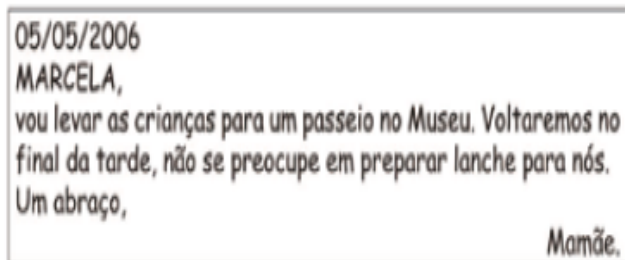 05/05/2006
MARCELA,
vou levar as crianças para um passeio no Museu. Voltaremos no
final da tarde, não se preocupe em preparar lanche para nós.
Um abraço,
Mamãe.